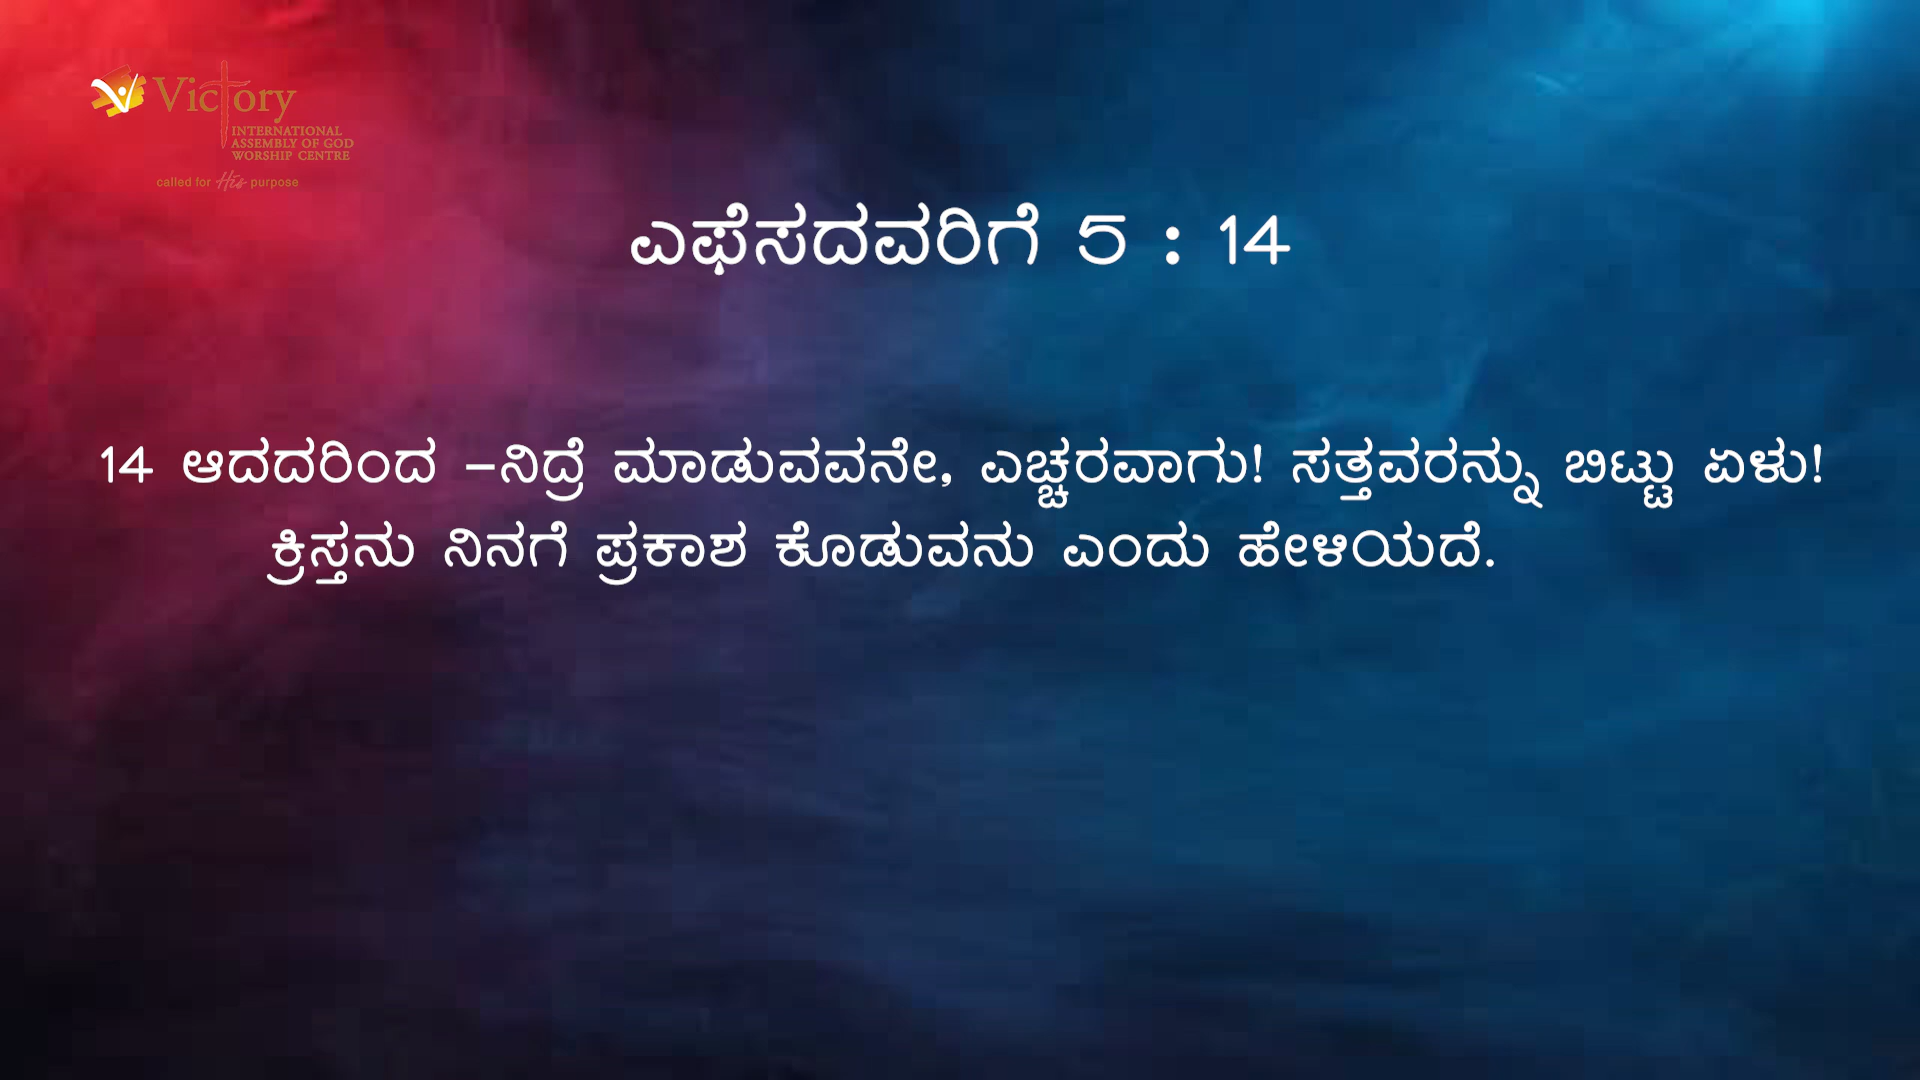 Victory
INTERNATIONAL
ASSEMBLY OF GOD
WORSHIP CENTRE
called for His purpose
ಎಫೆಸದವರಿಗೆ 5 : 14
14 ಆದದರಿಂದ -ನಿದ್ರೆ ಮಾಡುವವನೇ, ಎಚ್ಚರವಾಗು! ಸತ್ತವರನ್ನು ಬಿಟ್ಟು ಏಳು!
ಕ್ರಿಸ್ತನು ನಿನಗೆ ಪ್ರಕಾಶ ಕೊಡುವನು ಎಂದು ಹೇಳಿಯದೆ.